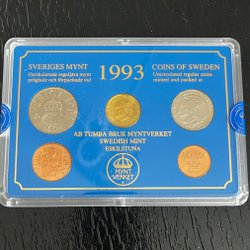 SVERIGES MYNT
Ocirkulerade reguljära mynt
präglade och förpackade vid
1993
COINS OF SWEDEN
Uncirculated regular coins
minted and packed at
AB TUMBA BRUK MYNTVERKET
SWEDISH MINT
ESKILSTUNA
MYNT
VERKET